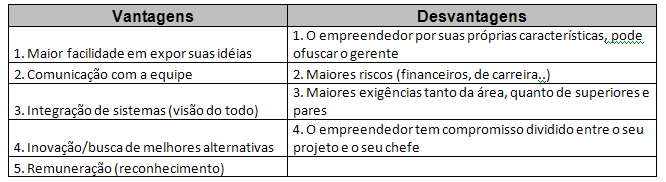 Vantagens Desvantagens
1. O empreendedor por suas próprias características, pode
1. Maior facilidade em expor suas idéias ofuscar o gerente
2. Comunicação com a equipe 2. Maiores riscos (financeiros, de carreira..)
3. Maiores exigências tanto da área, quanto de superiores e
3. Integração de sistemas (visão do todo) pares
4. O empreendedor tem compromisso dividido entre o seu
4. Inovação/busca de melhores alternativas projeto e o seu chefe
5. Remuneração (reconhecimento)